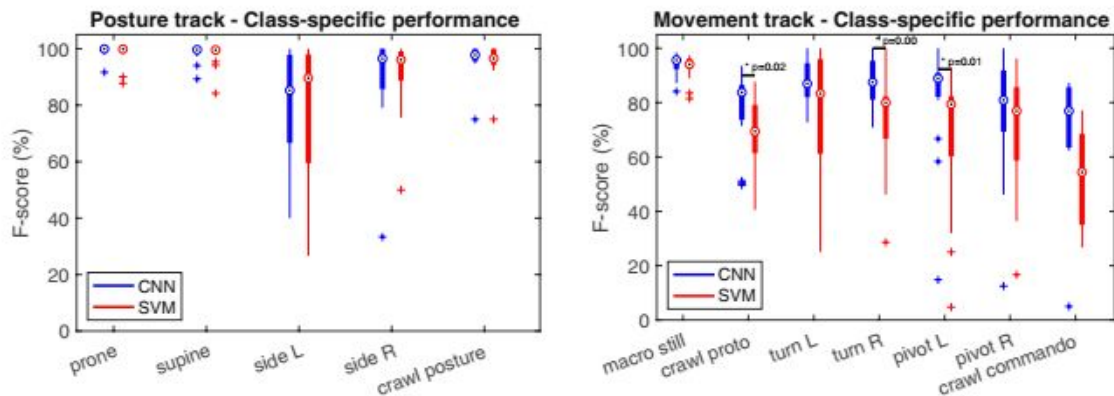 Posture track - Class-specific performance
F-score (%)
100
80
60
40
20
0
CNN
SVM
prone
supine
side L
side R
crawl posture
Movement track - Class-specific performance
F-score (%)
100
80
60
40
20
0
* p=0.02
* p=0.00
* p=0.01
CNN
SVM
macro still
crawl proto
turn L
turn R
pivot L
pivot R
crawl commando